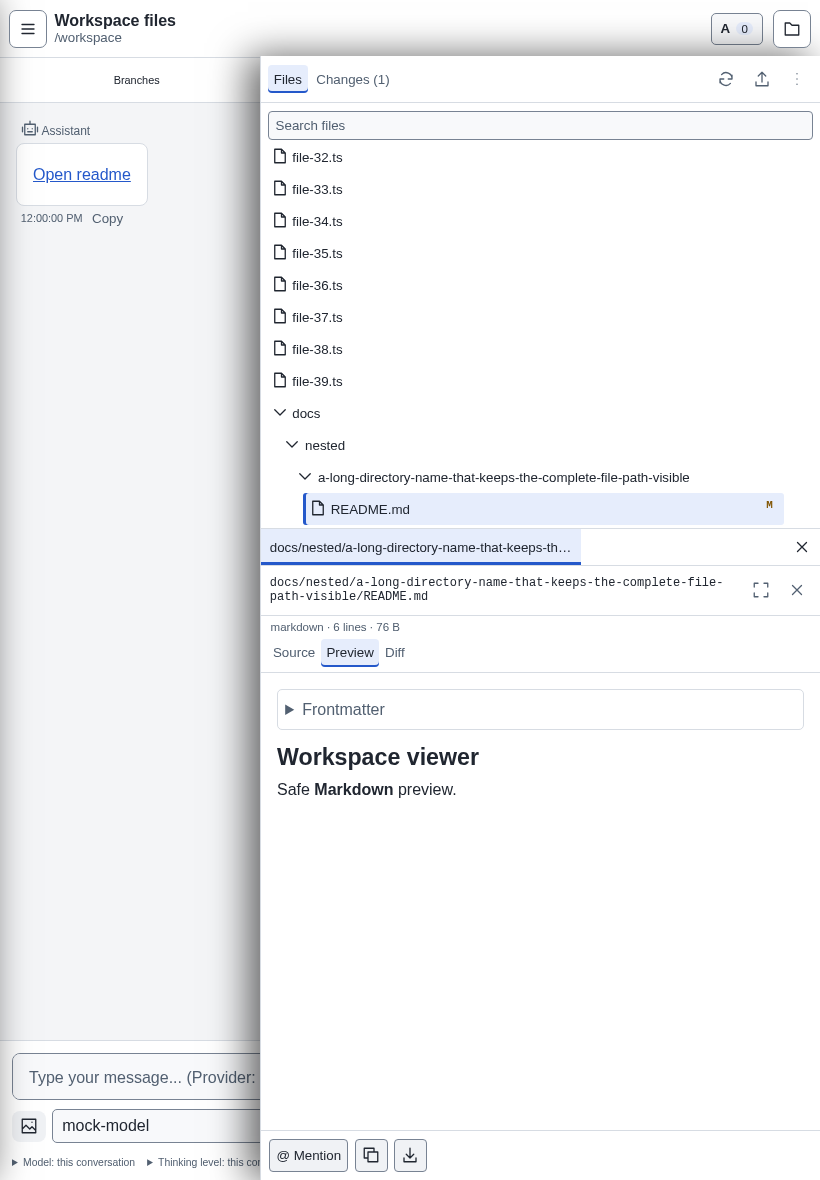 Workspace files
/workspace
A 0
Branches
Files Changes (1)
Search files
Assistant
Open readme
12:00:00 PM Copy
file-32.ts
file-33.ts
file-34.ts
file-35.ts
file-36.ts
file-37.ts
file-38.ts
file-39.ts
docs
nested
a-long-directory-name-that-keeps-the-complete-file-path-visible
README.md M
docs/nested/a-long-directory-name-that-keeps-th…
docs/nested/a-long-directory-name-that-keeps-the-complete-file-
path-visible/README.md
markdown · 6 lines · 76 B
Source Preview Diff
Frontmatter
Workspace viewer
Safe Markdown preview.
Type your message... (Provider:
mock-model
Model: this conversation Thinking level: this con
@ Mention